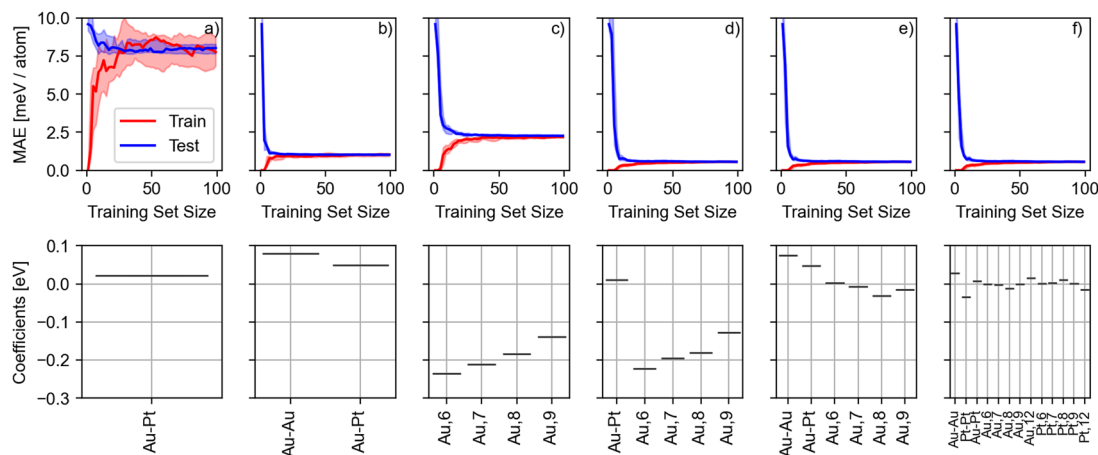 10.0
7.5
5.0
2.5
0.0
MAE [meV / atom]
a)
Train
Test
0
50
100
Training Set Size
b)
0
50
100
Training Set Size
c)
0
50
100
Training Set Size
d)
0
50
100
Training Set Size
e)
0
50
100
Training Set Size
f)
0
50
100
Training Set Size
0.1
0.0
−0.1
−0.2
−0.3
Coefficients [eV]
Au-Pt
Au-Au
Au-Pt
Au,6
Au,7
Au,8
Au,9
Au-Pt
Au,6
Au,7
Au,8
Au,9
Au-Au
Au-Pt
Au,6
Au,7
Au,8
Au,9
Au-Au
Pt-Pt
Au-Pt
Au,6
Au,7
Au,8
Au,9
Au,12
Pt,6
Pt,7
Pt,8
Pt,9
Pt,12